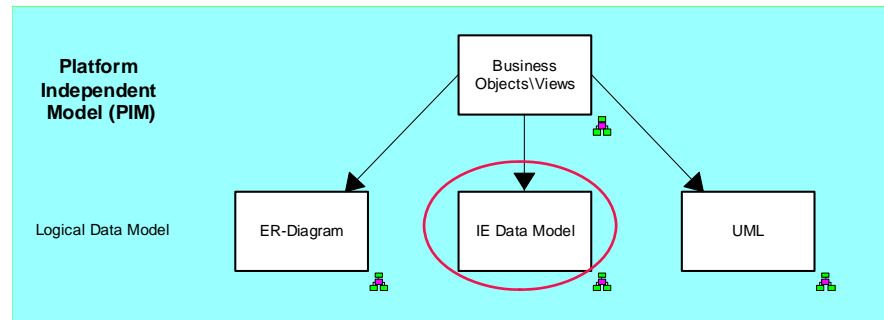 Platform
Independent
Model (PIM)
Business
Objects\Views
Logical Data Model
ER-Diagram
IE Data Model
UML